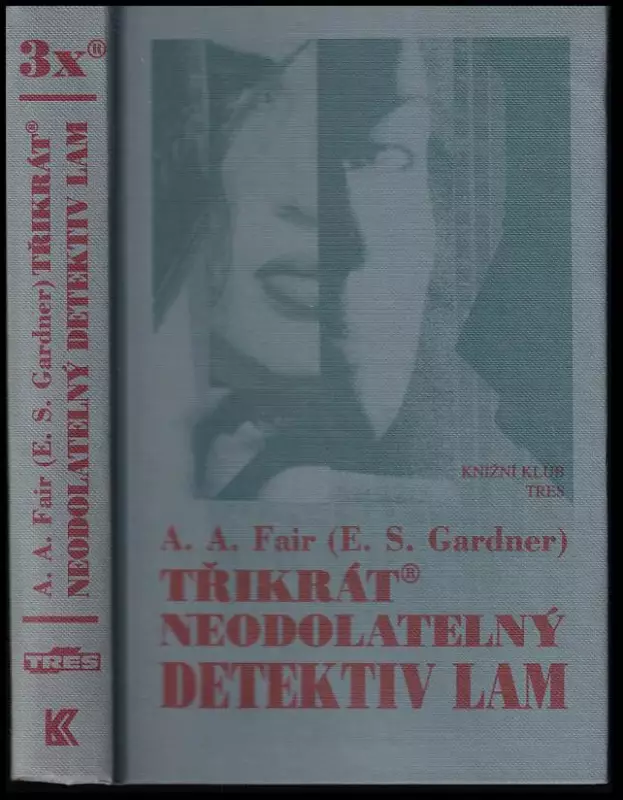 3x®
A. A. Fair (E. S. Gardner) TŘIKRÁT®
NEODOLATELNÝ DETEKTIV LAM
TRES
K
KNIŽNÍ KLUB
TRES
A. A. Fair (E. S. Gardner)
TŘIKRÁT®
NEODOLATELNÝ
DETEKTIV LAM